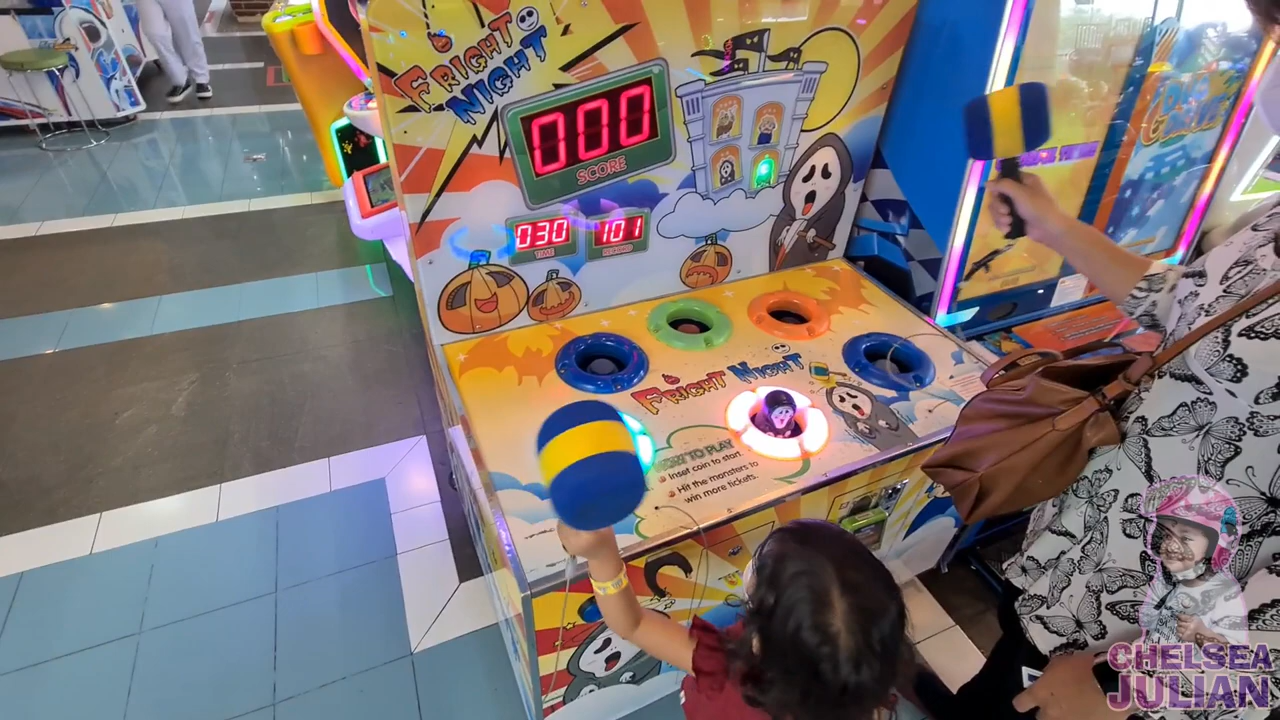 FRIGHT
NIGHT
000
SCORE
030
TIME
101
RECORD
FRIGHT NIGHT
HOW TO PLAY
Inset coin to start.
Hit the monsters to
win more tickets.
CHELSEA
JULIAN